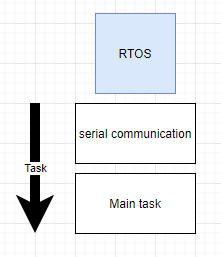 RTOS
serial communication
Task
Main task